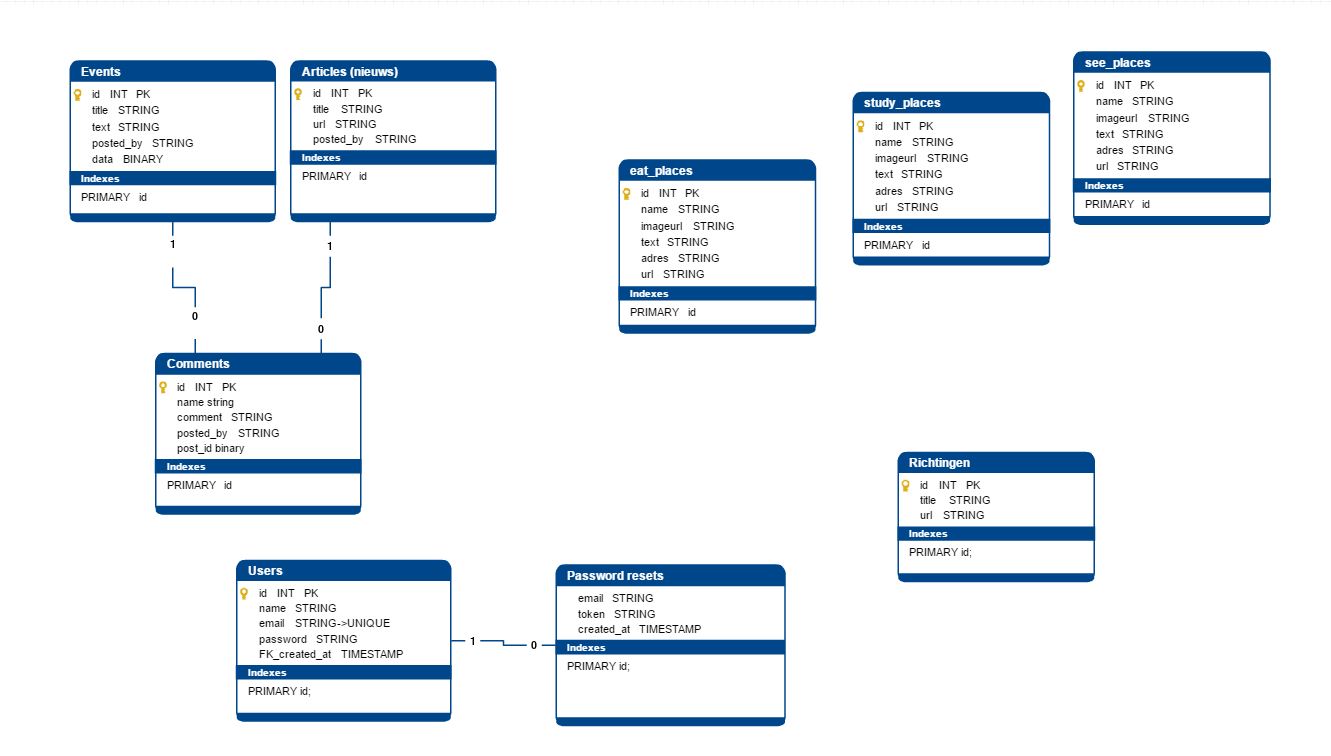 Events
id INT PK
title STRING
text STRING
posted_by STRING
data BINARY
Indexes
PRIMARY id
Articles (nieuws)
id INT PK
title STRING
url STRING
posted_by STRING
Indexes
PRIMARY id
1
0
1
0
Comments
id INT PK
name string
comment STRING
posted_by STRING
post_id binary
Indexes
PRIMARY id
eat_places
id INT PK
name STRING
imageurl STRING
text STRING
adres STRING
url STRING
Indexes
PRIMARY id
study_places
id INT PK
name STRING
imageurl STRING
text STRING
adres STRING
url STRING
Indexes
PRIMARY id
see_places
id INT PK
name STRING
imageurl STRING
text STRING
adres STRING
url STRING
Indexes
PRIMARY id
Richtingen
id INT PK
title STRING
url STRING
Indexes
PRIMARY id;
Users
id INT PK
name STRING
email STRING->UNIQUE
password STRING
FK_created_at TIMESTAMP
Indexes
PRIMARY id;
1
0
Password resets
email STRING
token STRING
created_at TIMESTAMP
Indexes
PRIMARY id;